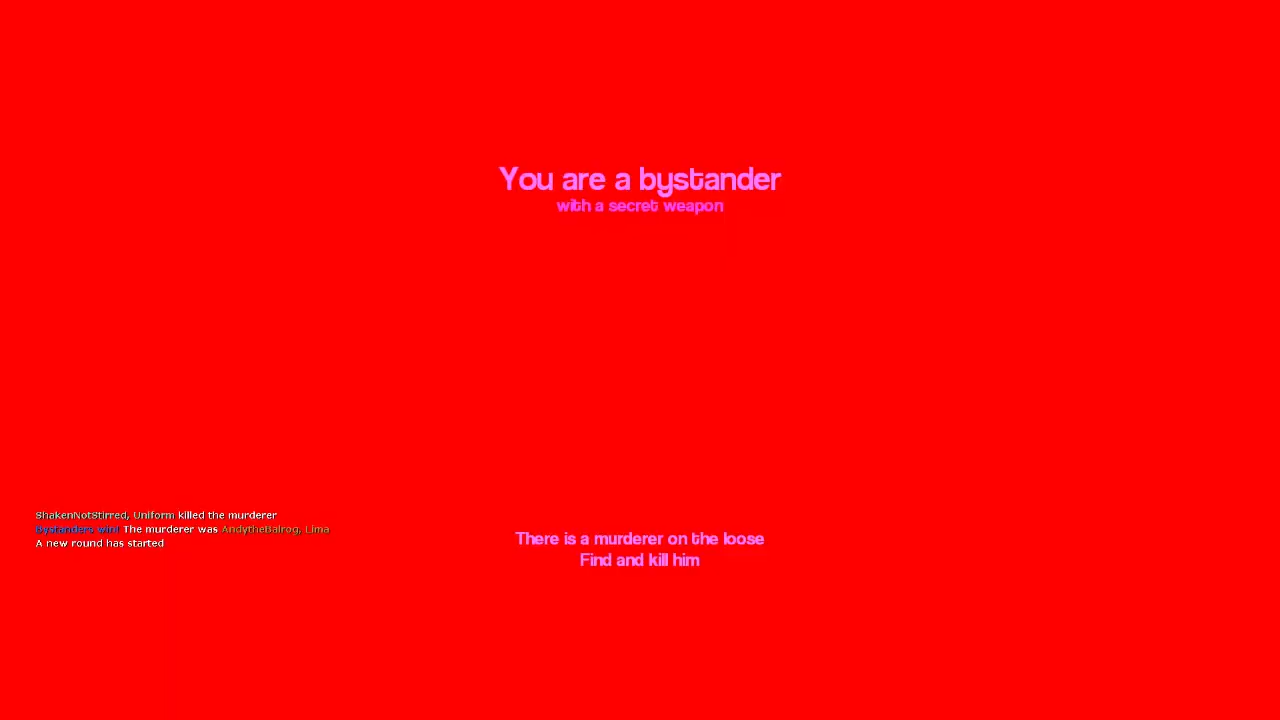 You are a bystander
with a secret weapon
ShakenNotStirred, Uniform killed the murderer
Bystanders win! The murderer was AndytheBalrog, Lima
A new round has started
There is a murderer on the loose
Find and kill him